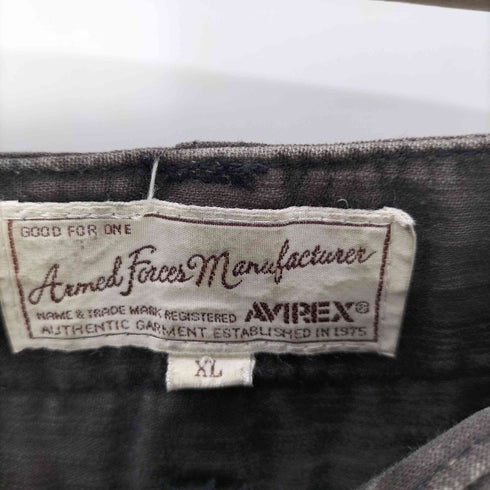 GOOD FOR ONE
Armed Forces Manufacturer
NAME & TRADE MARK REGISTERED AVIREX®
AUTHENTIC GARMENT ESTABLISHED IN 1975
XL